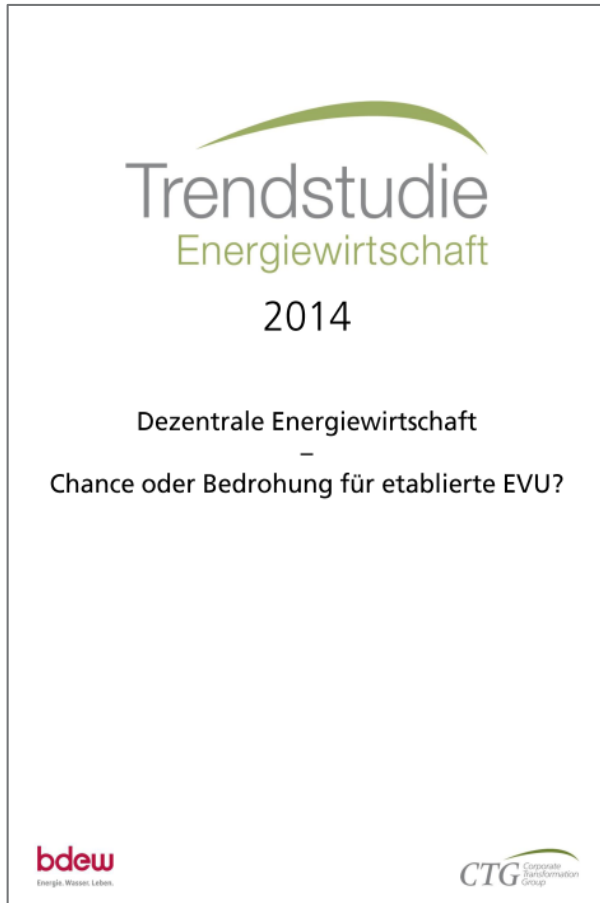 Trendstudie
Energiewirtschaft
2014
Dezentrale Energiewirtschaft
–
Chance oder Bedrohung für etablierte EVU?
bdew
Energie. Wasser. Leben.
CTG Corporate
Transformation
Group